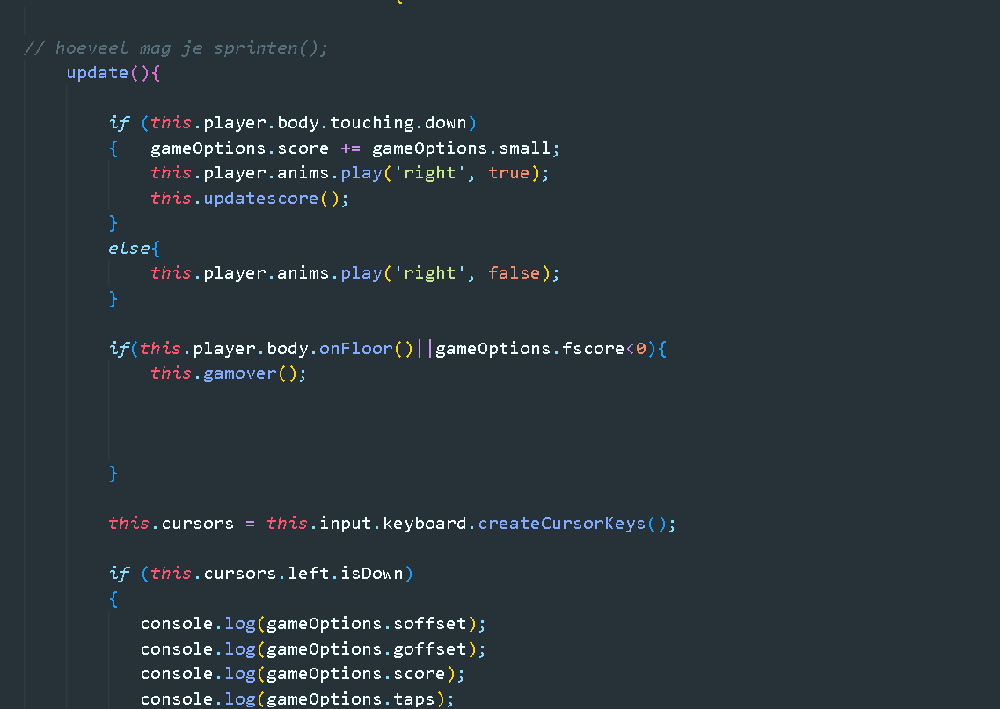 {
// hoeveel mag je sprinten();
update(){
if (this.player.body.touching.down)
{   gameOptions.score += gameOptions.small;
this.player.anims.play('right', true);
this.updatescore();
}
else{
this.player.anims.play('right', false);
}
if(this.player.body.onFloor()||gameOptions.fscore<0){
this.gamover();
}
this.cursors = this.input.keyboard.createCursorKeys();
if (this.cursors.left.isDown)
{
console.log(gameOptions.soffset);
console.log(gameOptions.goffset);
console.log(gameOptions.score);
console.log(gameOptions.taps);